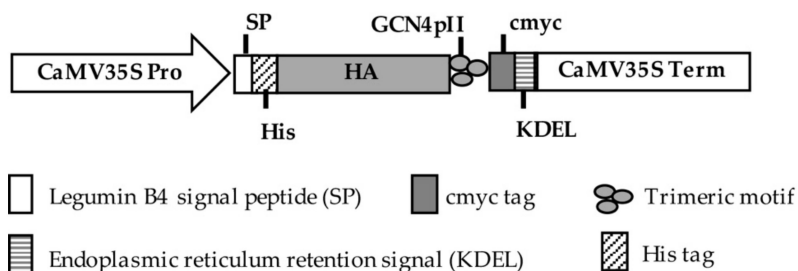 SP GCN4pII cmyc
CaMV35S Pro HA CaMV35S Term
His KDEL
Legumin B4 signal peptide (SP) cmyc tag Trimeric motif
Endoplasmic reticulum retention signal (KDEL) His tag